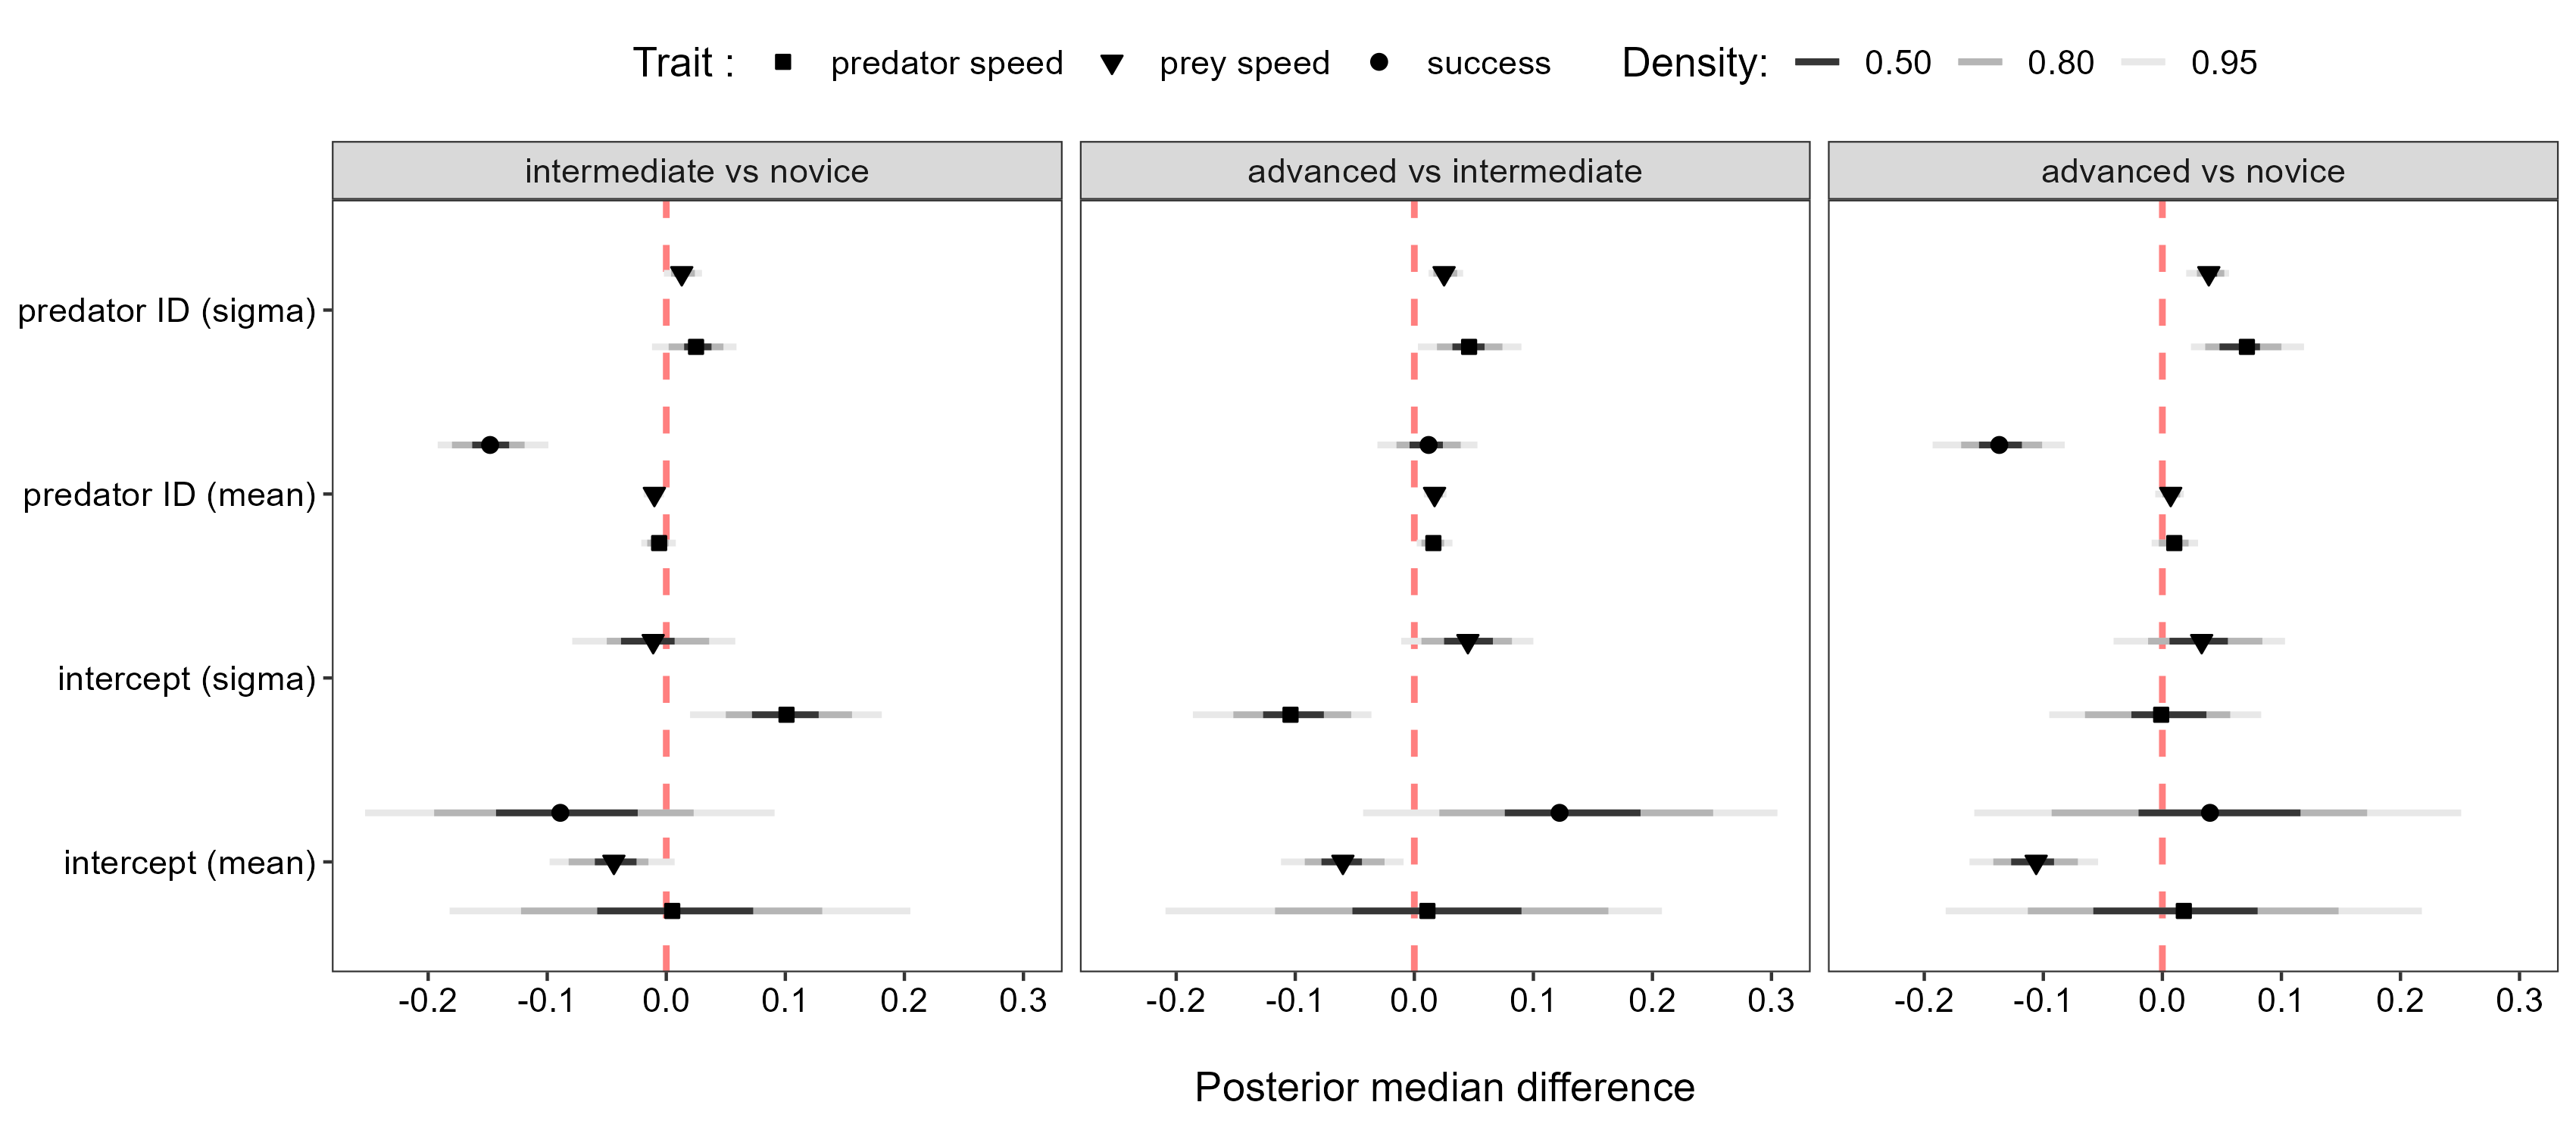 Trait : predator speed prey speed success Density: 0.50 0.80 0.95
intermediate vs novice advanced vs intermediate advanced vs novice
predator ID (sigma)
predator ID (mean)
intercept (sigma)
intercept (mean)
-0.2 -0.1 0.0 0.1 0.2 0.3 -0.2 -0.1 0.0 0.1 0.2 0.3 -0.2 -0.1 0.0 0.1 0.2 0.3
Posterior median difference